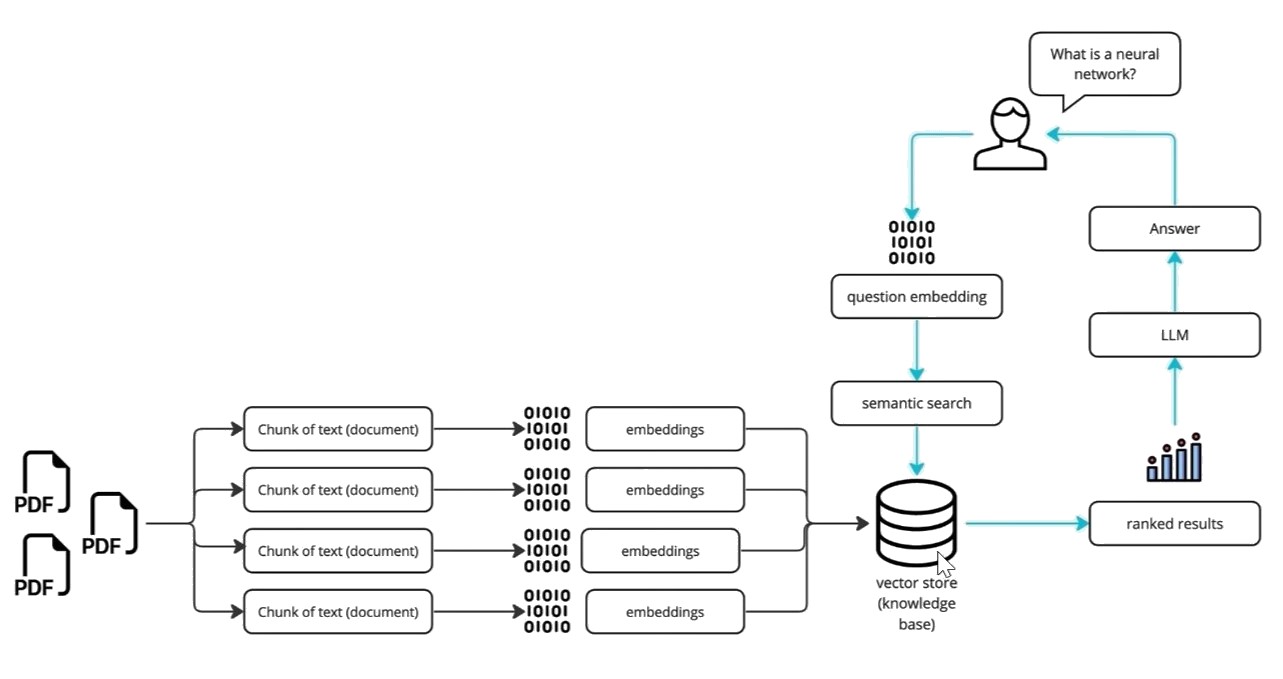 What is a neural
network?
01010
10101
01010
question embedding
semantic search
Answer
LLM
ranked results
PDF
PDF
PDF
Chunk of text (document)
01010
10101
01010
embeddings
Chunk of text (document)
01010
10101
01010
embeddings
Chunk of text (document)
01010
10101
01010
embeddings
Chunk of text (document)
01010
10101
01010
embeddings
vector store
(knowledge
base)